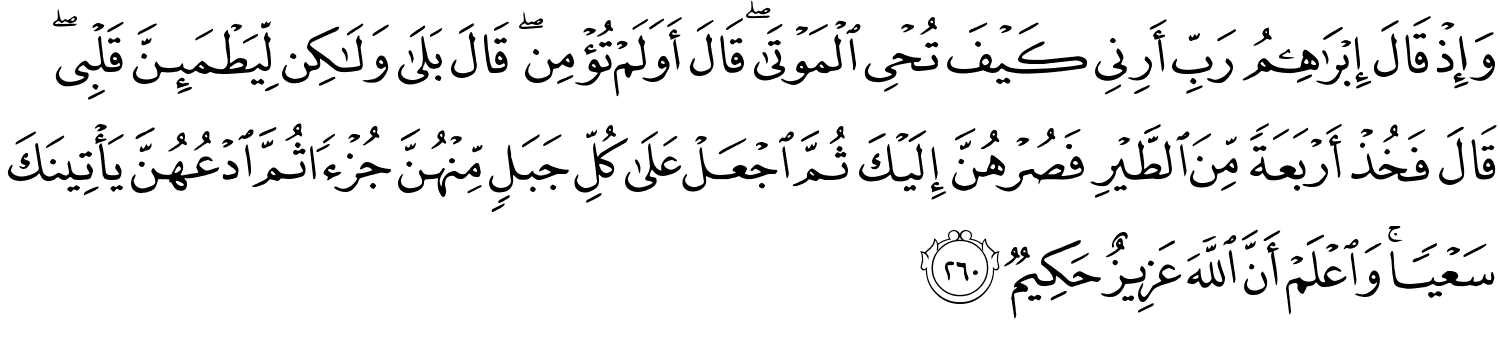 وَإِذْ قَالَ إِبْرَٰهِـۧمُ رَبِّ أَرِنِي كَيْفَ تُحْىِ ٱلْمَوْتَىٰ ۖ قَالَ أَوَلَمْ تُؤْمِن ۖ قَالَ بَلَىٰ وَلَـٰكِن لِّيَطْمَئِنَّ قَلْبِى ۖ
قَالَ فَخُذْ أَرْبَعَةً مِّنَ ٱلطَّيْرِ فَصُرْهُنَّ إِلَيْكَ ثُمَّ ٱجْعَلْ عَلَىٰ كُلِّ جَبَلٍ مِّنْهُنَّ جُزْءًا ثُمَّ ٱدْعُهُنَّ يَأْتِينَكَ
سَعْيًا ۚ وَٱعْلَمْ أَنَّ ٱللَّهَ عَزِيزٌ حَكِيمٌ ٢٦٠